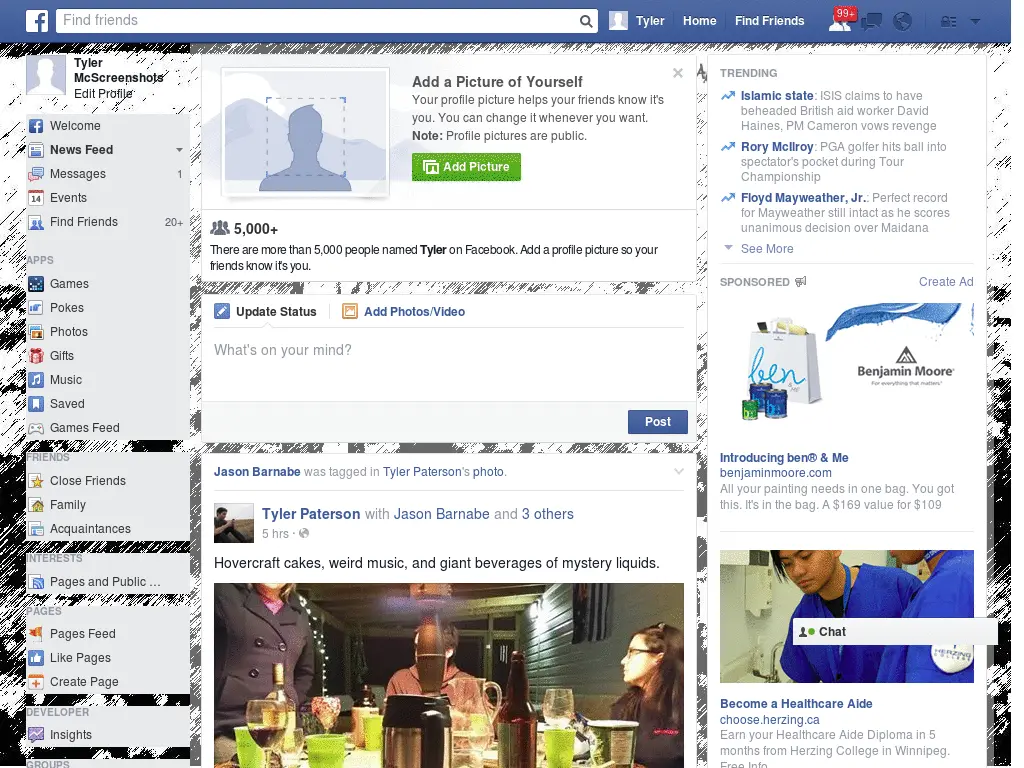 f
Find friends
Tyler
Home
Find Friends
99+
Tyler
McScreenshots
Edit Profile
Welcome
News Feed
Messages 1
14 Events
Find Friends 20+
APPS
Games
Pokes
Photos
Gifts
Music
Saved
Games Feed
FRIENDS
Close Friends
Family
Acquaintances
INTERESTS
Pages and Public ...
PAGES
Pages Feed
Like Pages
Create Page
DEVELOPER
Insights
GROUPS
Add a Picture of Yourself
Your profile picture helps your friends know it's
you. You can change it whenever you want.
Note: Profile pictures are public.
Add Picture
5,000+
There are more than 5,000 people named Tyler on Facebook. Add a profile picture so your
friends know it's you.
Update Status
Add Photos/Video
What's on your mind?
Post
Jason Barnabe was tagged in Tyler Paterson's photo.
Tyler Paterson with Jason Barnabe and 3 others
5 hrs ·
Hovercraft cakes, weird music, and giant beverages of mystery liquids.
TRENDING
Islamic state: ISIS claims to have
beheaded British aid worker David
Haines, PM Cameron vows revenge
Rory McIlroy: PGA golfer hits ball into
spectator's pocket during Tour
Championship
Floyd Mayweather, Jr.: Perfect record
for Mayweather still intact as he scores
unanimous decision over Maidana
See More
SPONSORED
Create Ad
ben
Benjamin Moore
For everything that matters
Introducing ben® & Me
benjaminmoore.com
All your painting needs in one bag. You got
this. It's in the bag. A $169 value for $109
Chat
HERZING
COLLEGE
Become a Healthcare Aide
choose.herzing.ca
Earn your Healthcare Aide Diploma in 5
months from Herzing College in Winnipeg.
Free Info